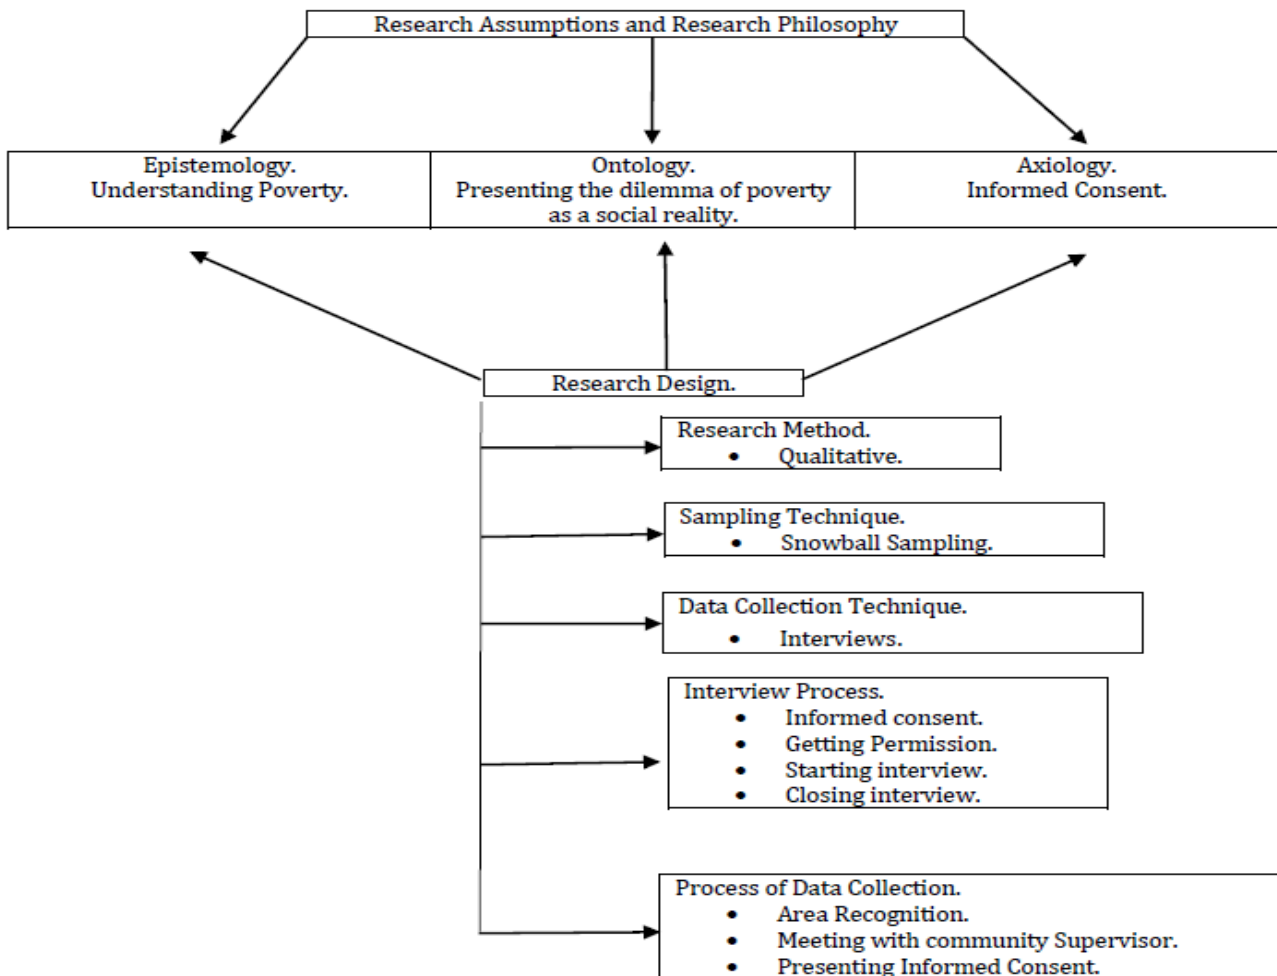 Research Assumptions and Research Philosophy
Epistemology.
Understanding Poverty.
Ontology.
Presenting the dilemma of poverty
as a social reality.
Axiology.
Informed Consent.
Research Design.
Research Method.
• Qualitative.
Sampling Technique.
• Snowball Sampling.
Data Collection Technique.
• Interviews.
Interview Process.
• Informed consent.
• Getting Permission.
• Starting interview.
• Closing interview.
Process of Data Collection.
• Area Recognition.
• Meeting with community Supervisor.
• Presenting Informed Consent.